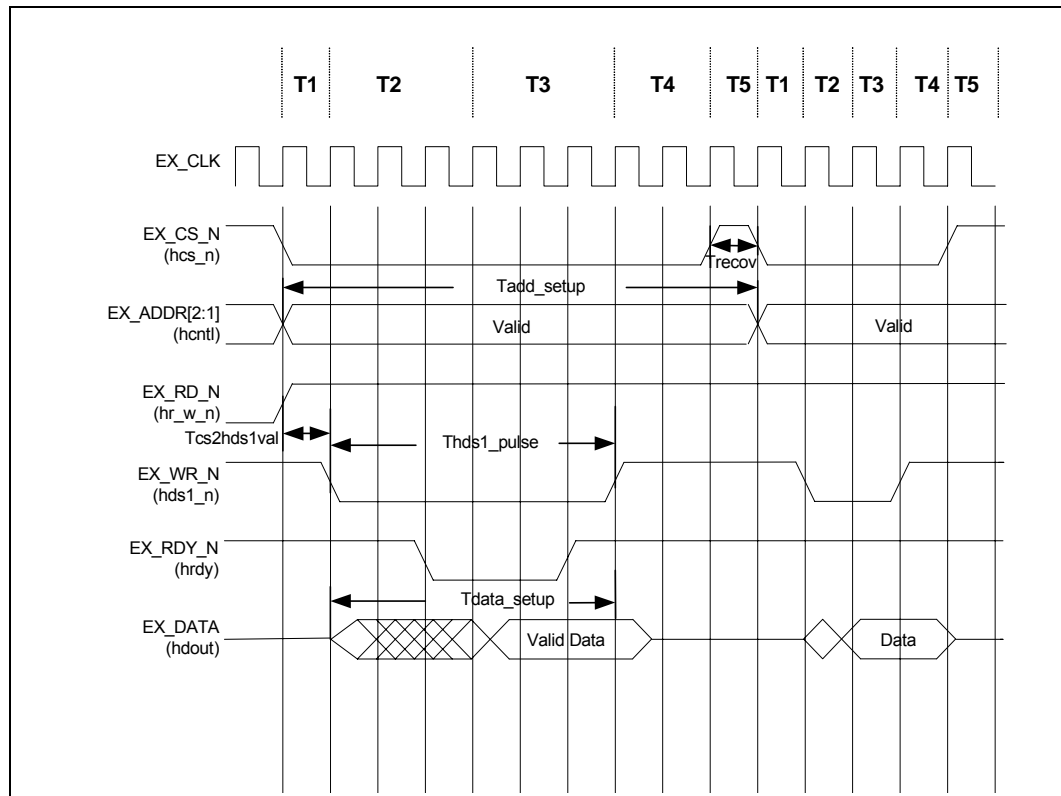 T1 T2 T3 T4 T5 T1 T2 T3 T4 T5
EX_CLK
EX_CS_N
(hcs_n)
Trecov
Tadd_setup
EX_ADDR[2:1]
(hcntl)
Valid
Valid
EX_RD_N
(hr_w_n)
Tcs2hds1val
Thds1_pulse
EX_WR_N
(hds1_n)
EX_RDY_N
(hrdy)
Tdata_setup
EX_DATA
(hdout)
Valid Data
Data